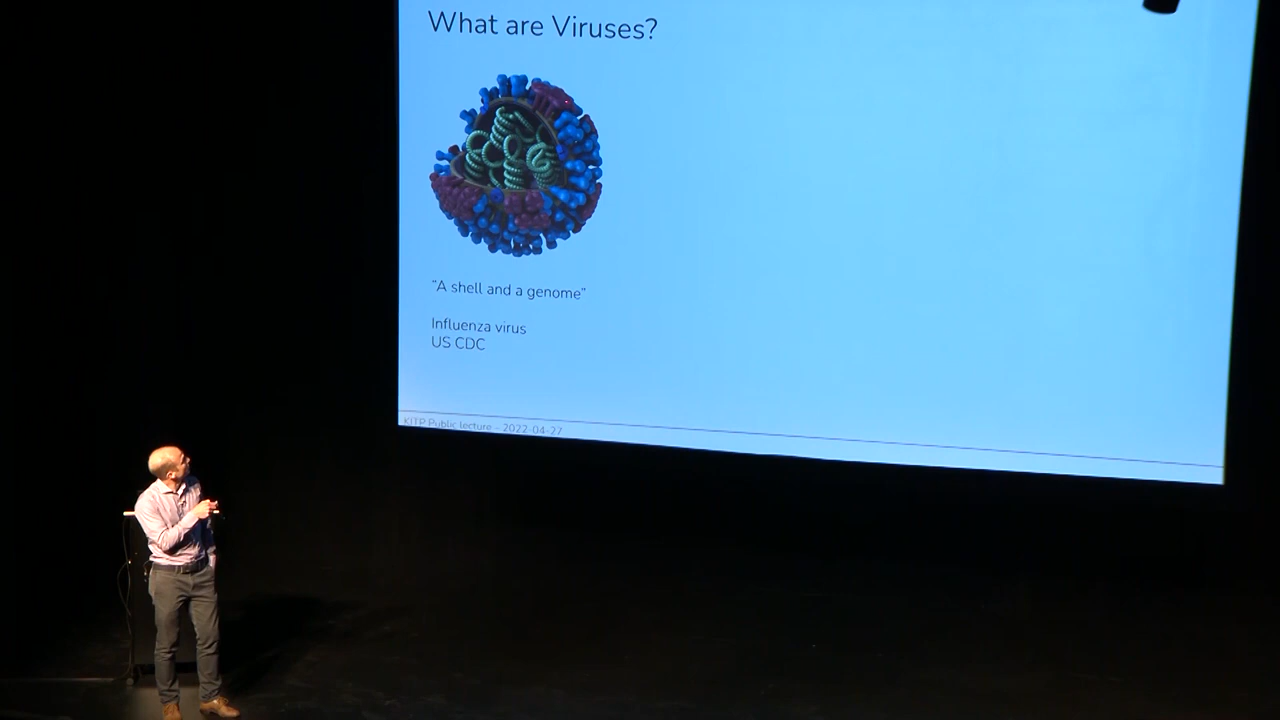 What are Viruses?
“A shell and a genome”
Influenza virus
US CDC
KITP Public lecture – 2022-04-27